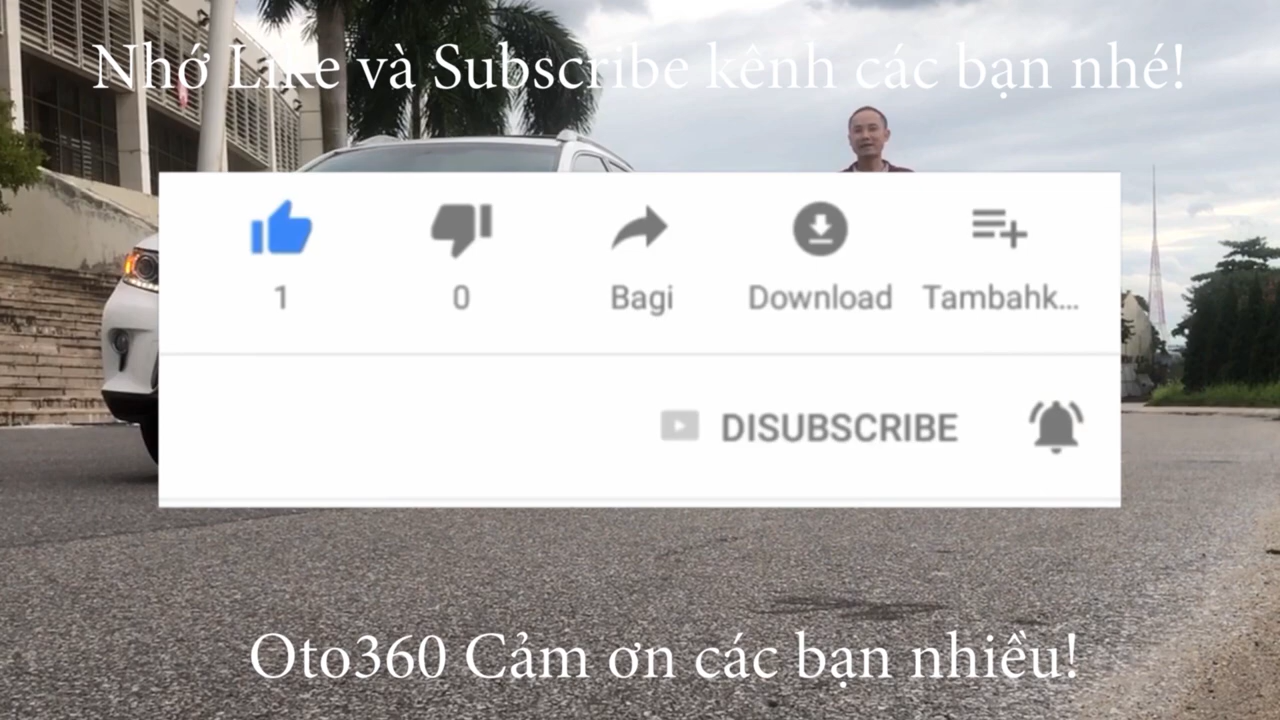 Nhớ Like và Subscribe kênh các bạn nhé!
1 0 Bagi Download Tambahk...
DISUBSCRIBE
Oto360 Cảm ơn các bạn nhiều!